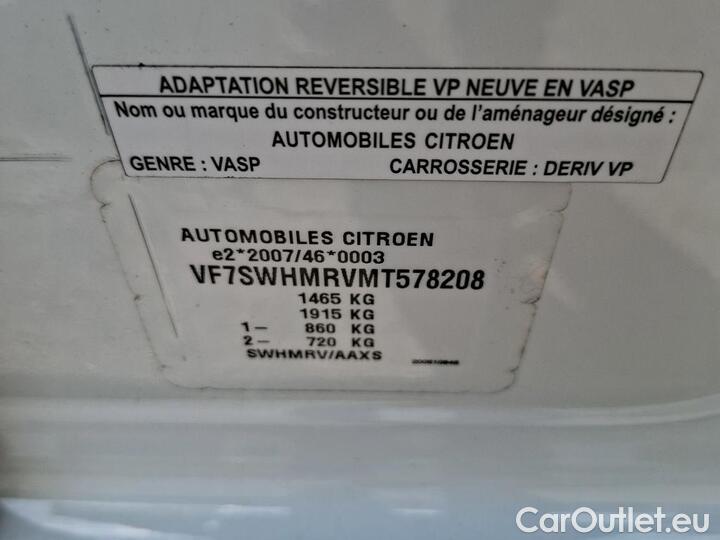 ADAPTATION REVERSIBLE VP NEUVE EN VASP
Nom ou marque du constructeur ou de l'aménageur désigné :
AUTOMOBILES CITROEN
GENRE : VASP CARROSSERIE : DERIV VP
AUTOMOBILES CITROEN
e2*2007/46*0003
VF7SWHMRVMT578208
1465 KG
1915 KG
1– 860 KG
2– 720 KG
SWHMRV/AAXS
CarOutlet.eu